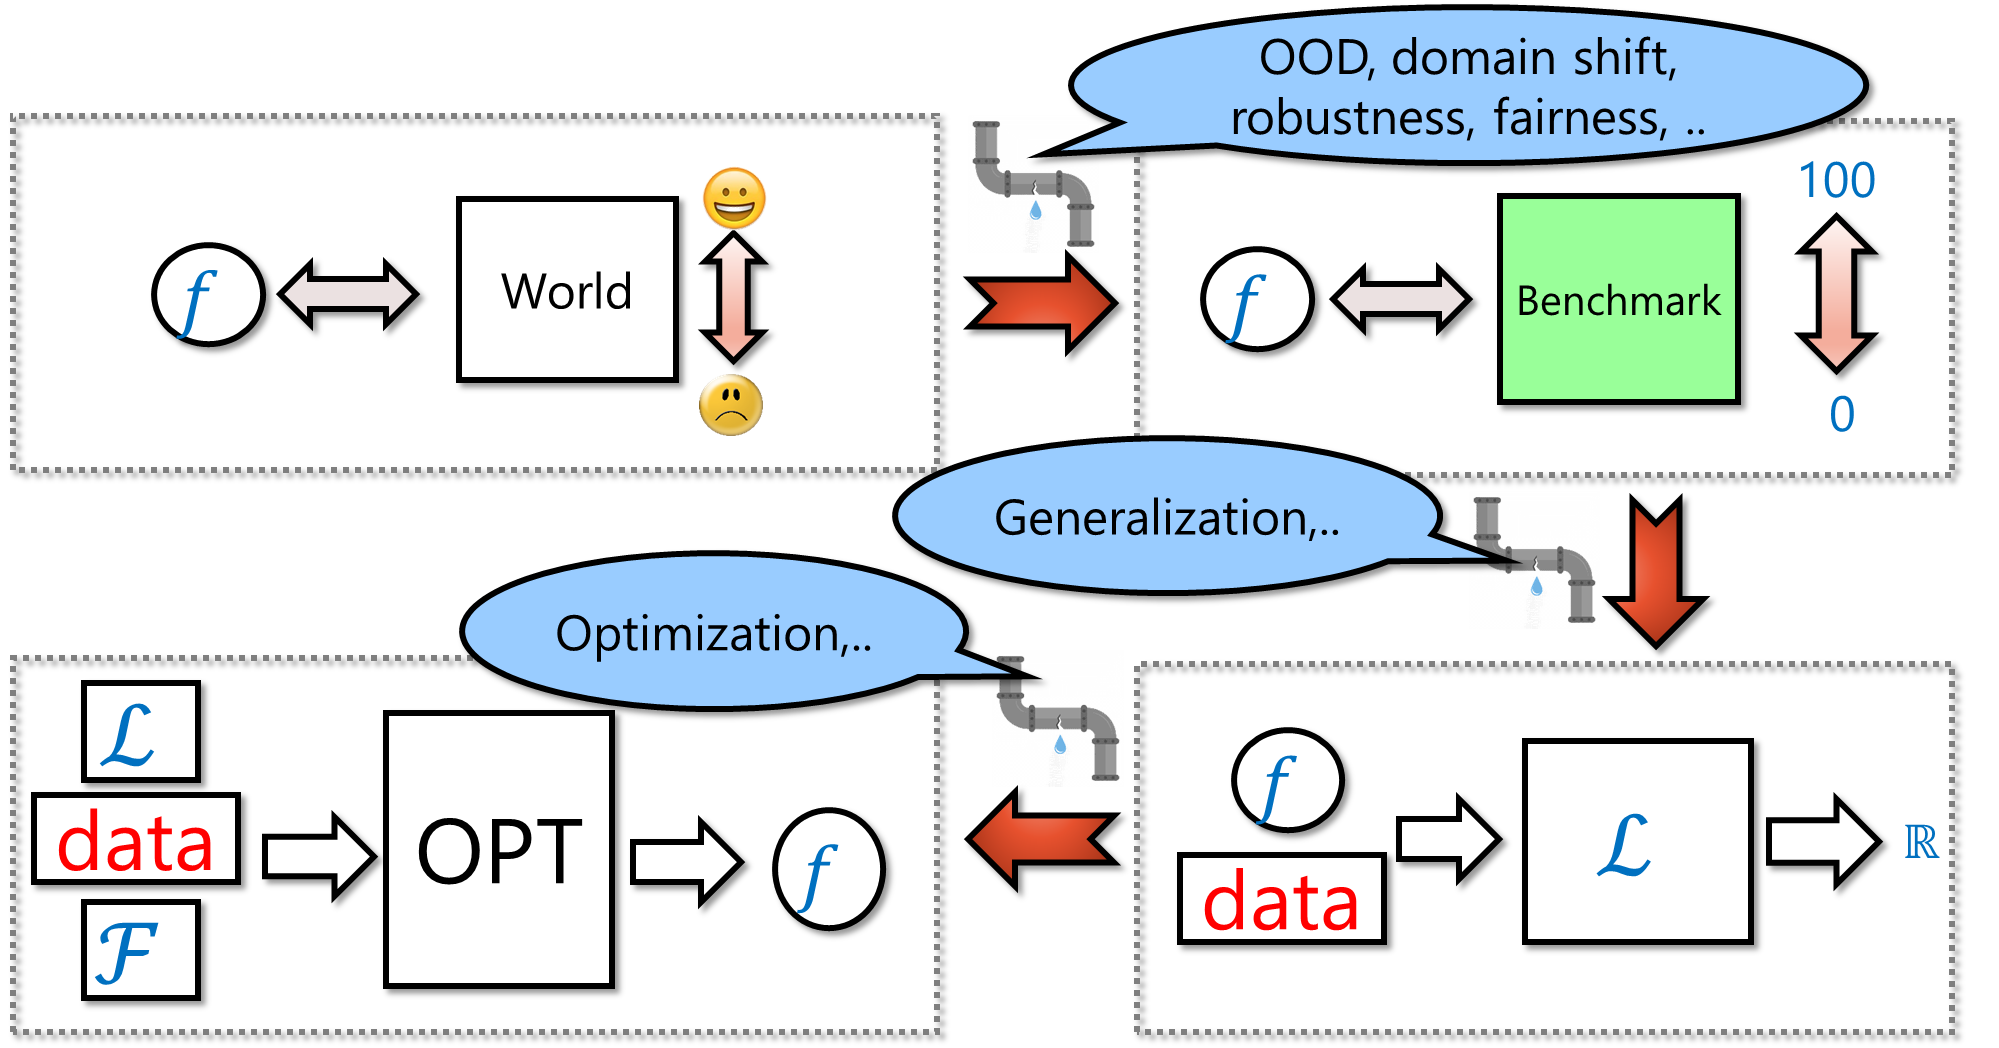 OOD, domain shift,
robustness, fairness, ..
f
World
f
Benchmark
100
0
Generalization,..
Optimization,..
ℒ
data
ℱ
OPT
f
f
data
ℒ
ℝ